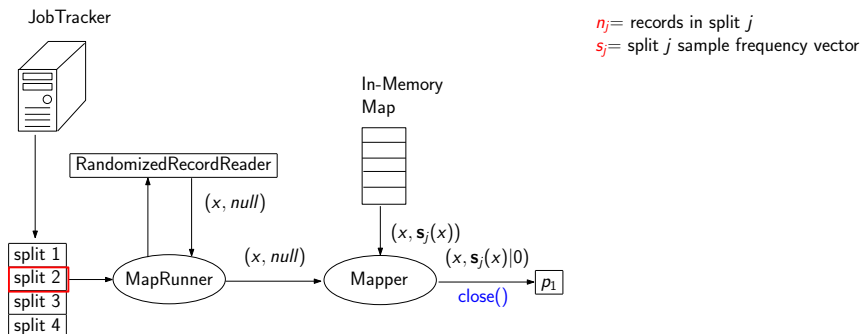 JobTracker
n_j= records in split j
s_j= split j sample frequency vector
In-Memory
Map
RandomizedRecordReader
(x, null)
(x, s_j(x))
split 1
split 2
split 3
split 4
MapRunner
(x, null)
Mapper
(x, s_j(x)|0)
close()
p_1